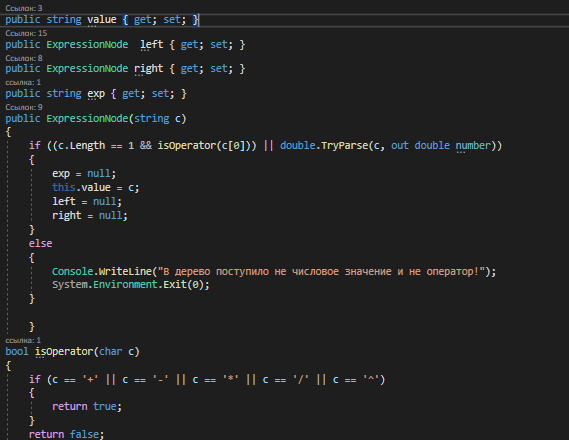 Ссылок: 3
public string value { get; set; }
Ссылок: 15
public ExpressionNode  left { get; set; }
Ссылок: 8
public ExpressionNode right { get; set; }
ссылка: 1
public string exp { get; set; }
Ссылок: 9
public ExpressionNode(string c)
{
    if ((c.Length == 1 && isOperator(c[0])) || double.TryParse(c, out double number))
    {
        exp = null;
        this.value = c;
        left = null;
        right = null;
    }
    else
    {
        Console.WriteLine("В дерево поступило не числовое значение и не оператор!");
        System.Environment.Exit(0);
    }

    }
ссылка: 1
bool isOperator(char c)
{
    if (c == '+' || c == '-' || c == '*' || c == '/' || c == '^')
    {
        return true;
    }
    return false;